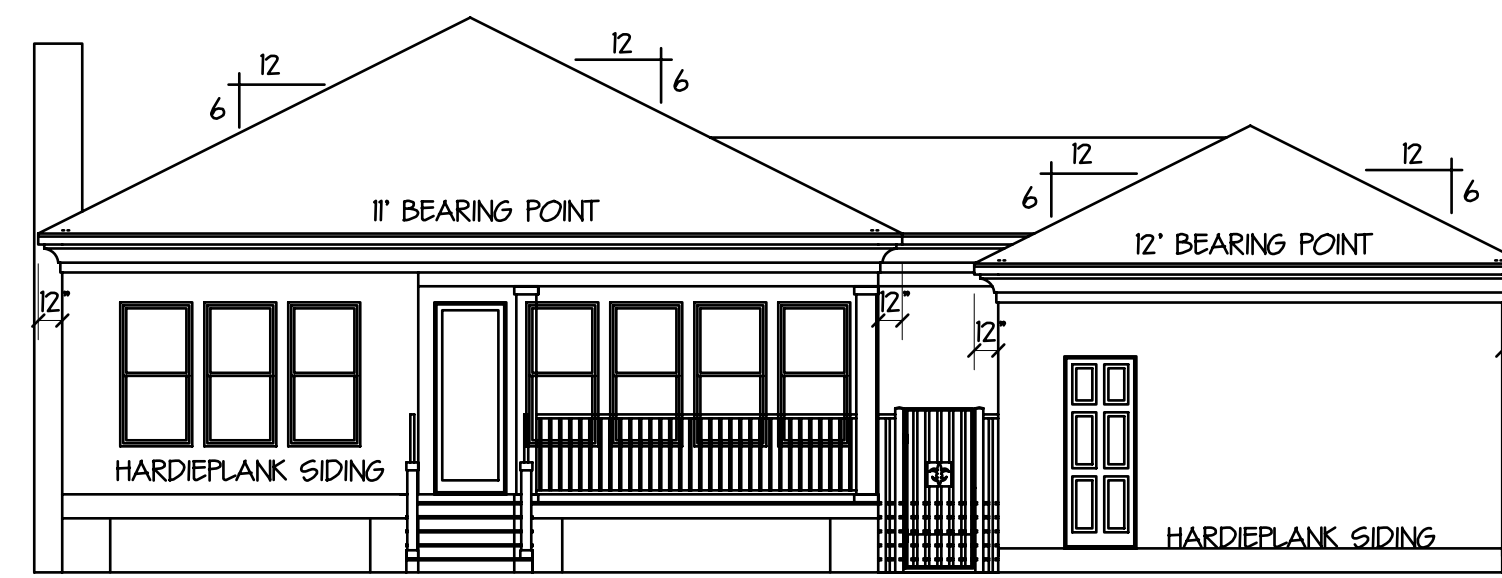 12
6
12
6
12
6
12
6
11' BEARING POINT
12' BEARING POINT
12"
12"
12"
HARDIEPLANK SIDING
HARDIEPLANK SIDING